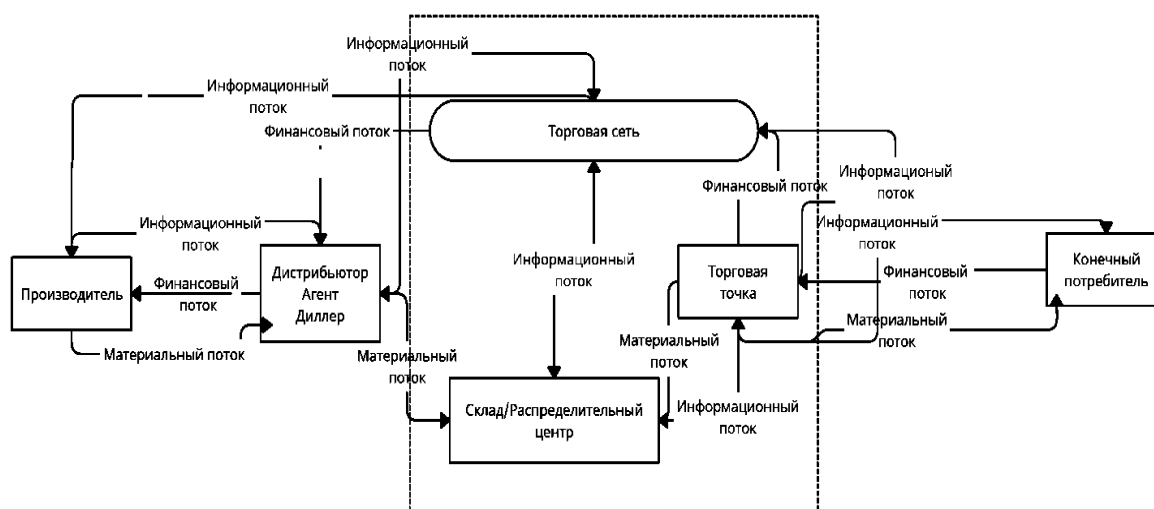 Информационный
поток
Информационный
поток
Финансовый поток
Торговая сеть
Информационый
поток
Финансовый поток
Информационный
поток
Информационный
поток
Информационный
поток
Производитель
Финансовый
поток
Дистрибьютор
Агент
Диллер
Торговая
точка
Финансовый
поток
Конечный
потребитель
Материальный
поток
Материальный поток
Материальный
поток
Материальный
поток
Склад/Распределительный
центр
Информационный
поток